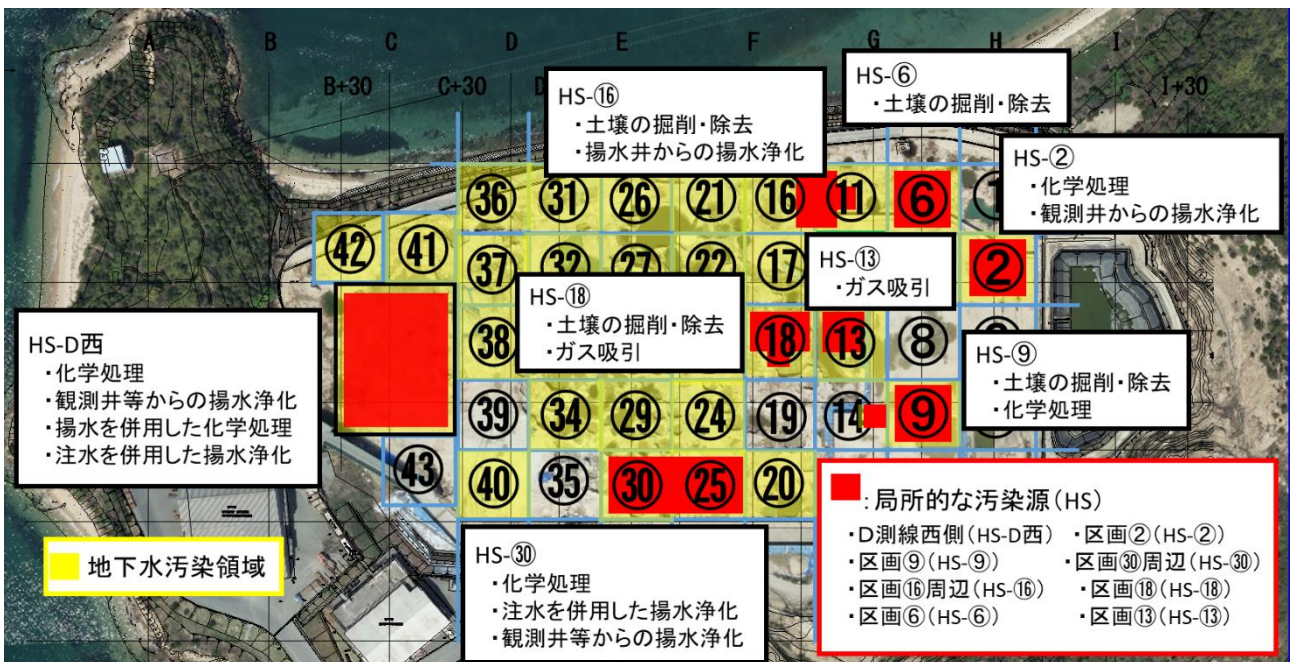 A
B
C
D
E
F
G
H
I
B+30
C+30
I+30
HS-⑯
・土壌の掘削・除去
・揚水井からの揚水浄化
HS-⑥
・土壌の掘削・除去
HS-②
・化学処理
・観測井からの揚水浄化
㊱ ㉛ ㉖ ㉑ ⑯ ⑪ ⑥
㊷ ㊶ ㊲ ㉜ ㉗ ㉒ ⑰ ②
HS-⑬
・ガス吸引
HS-⑱
・土壌の掘削・除去
・ガス吸引
㊳ ⑱ ⑬ ⑧
HS-⑨
・土壌の掘削・除去
・化学処理
HS-D西
・化学処理
・観測井等からの揚水浄化
・揚水を併用した化学処理
・注水を併用した揚水浄化
㊴ ㉞ ㉙ ㉔ ⑲ ⑭ ⑨
㊸ ㊵ ㉟ ㉚ ㉕ ⑳
地下水汚染領域
HS-㉚
・化学処理
・注水を併用した揚水浄化
・観測井等からの揚水浄化
:局所的な汚染源(HS)
・D測線西側(HS-D西) ・区画②(HS-②)
・区画⑨(HS-⑨) ・区画㉚周辺(HS-㉚)
・区画⑯周辺(HS-⑯) ・区画⑱(HS-⑱)
・区画⑥(HS-⑥) ・区画⑬(HS-⑬)